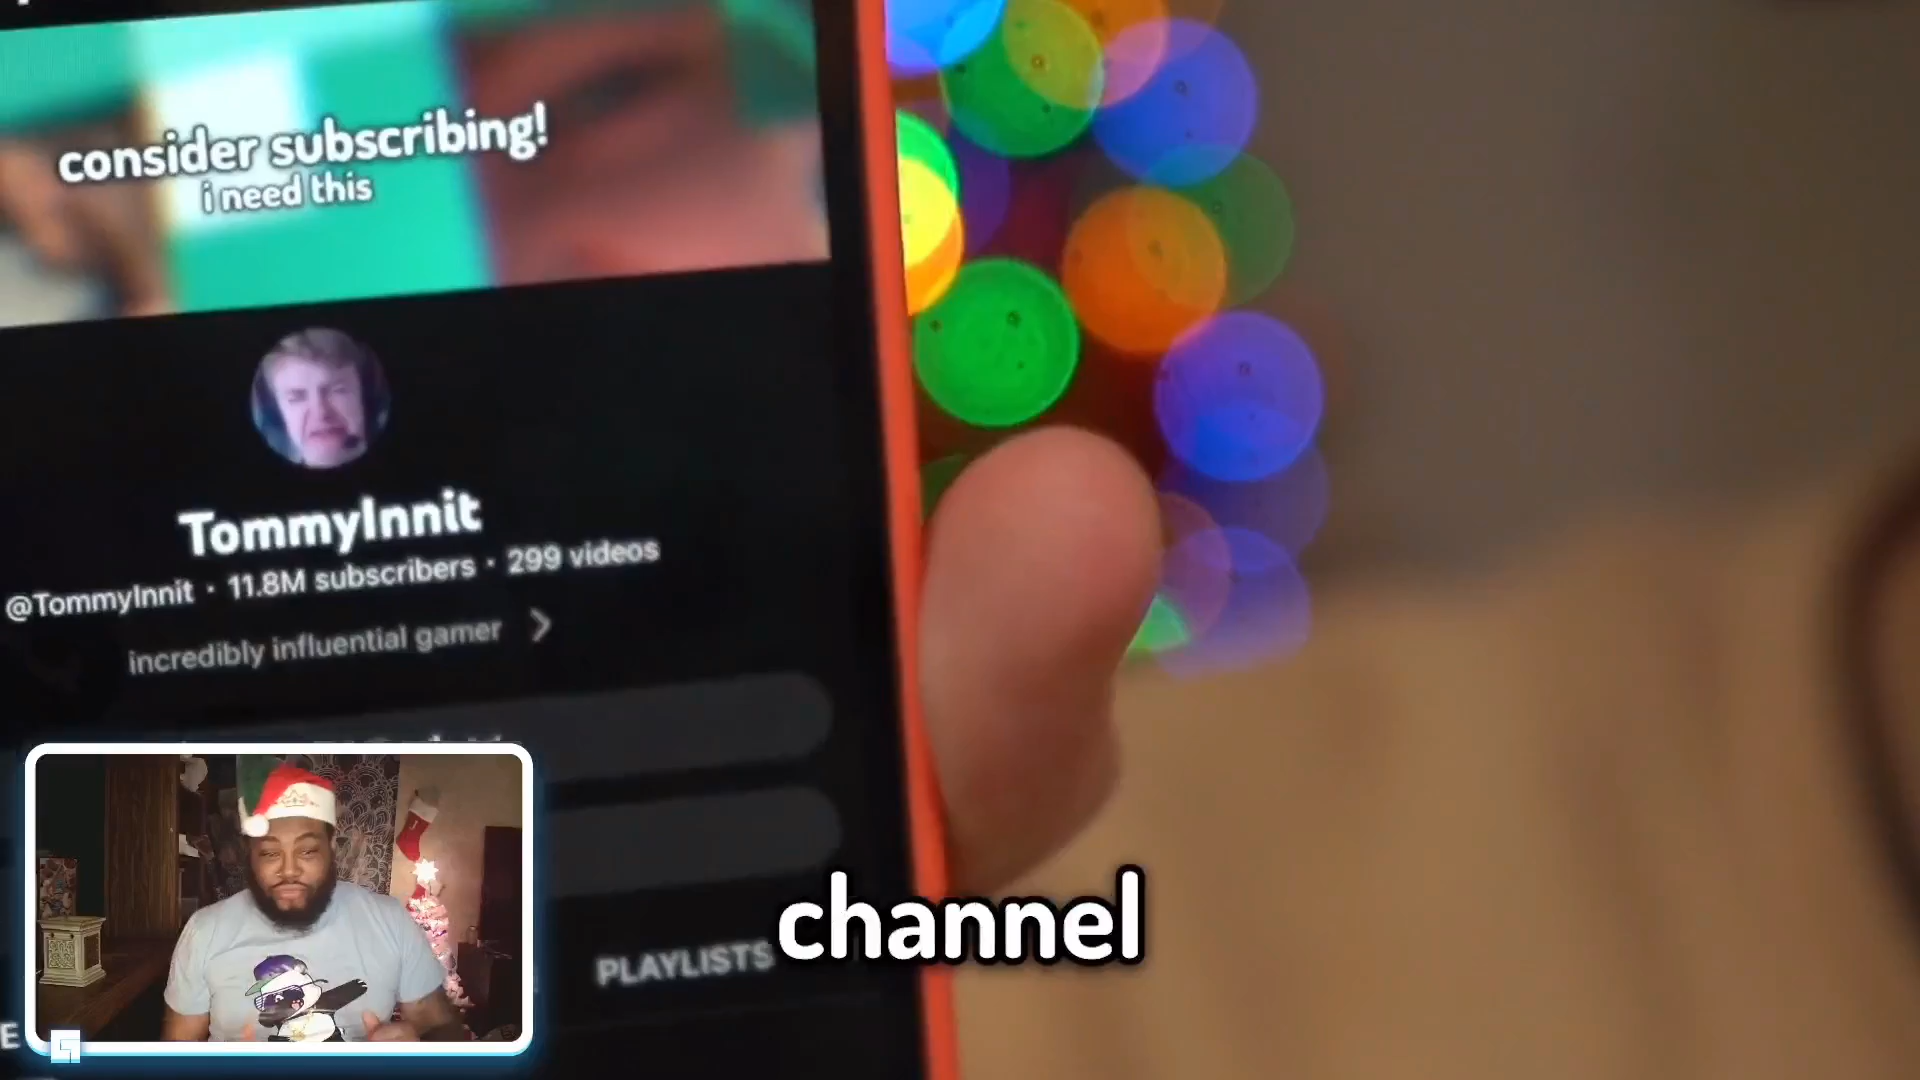 consider subscribing!
i need this
TommyInnit
@TommyInnit · 11.8M subscribers · 299 videos
incredibly influential gamer
PLAYLISTS
channel